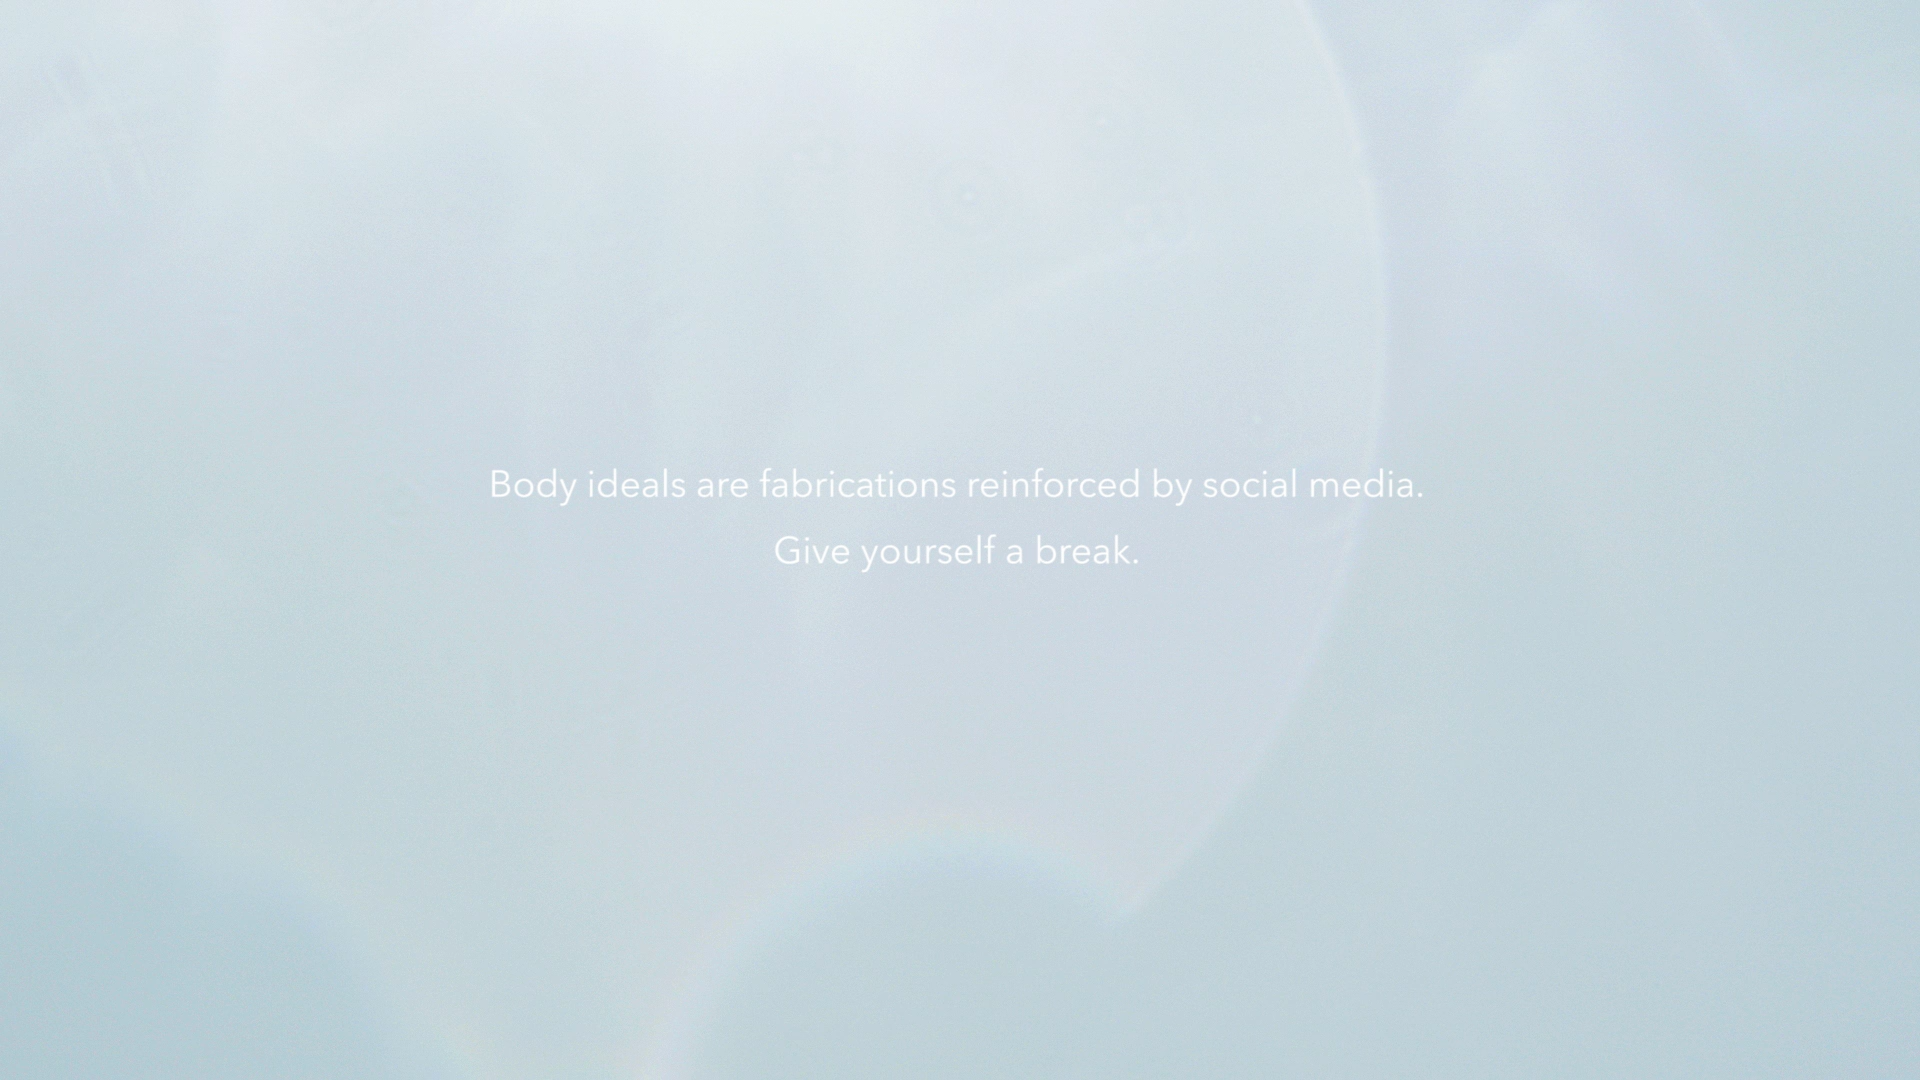 Body ideals are fabrications reinforced by social media.
Give yourself a break.